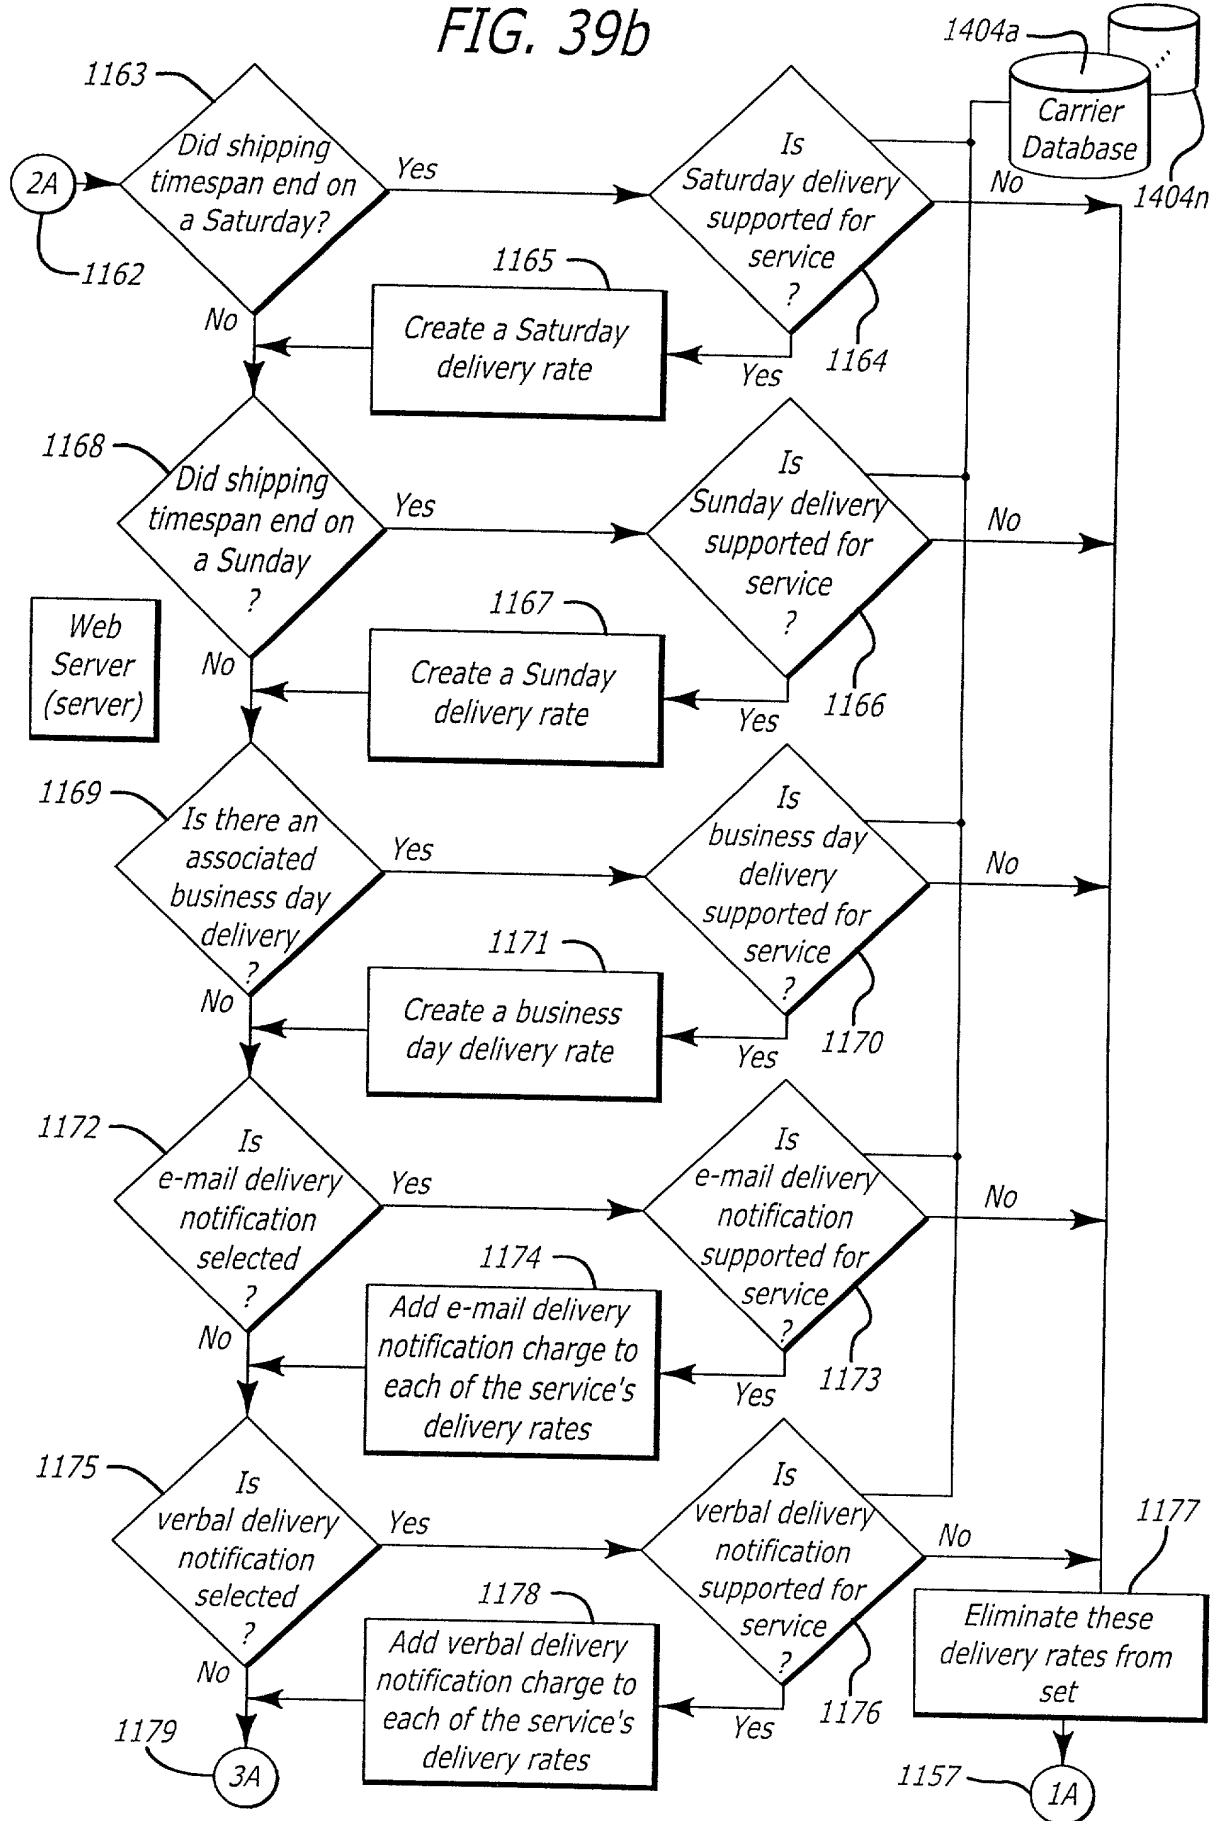 FIG. 39b
1404a
Carrier
Database
1404n
1163
Did shipping
timespan end on
a Saturday?
2A
1162
Yes
Is
Saturday delivery
supported for
service
?
No
1164
Yes
1165
Create a Saturday
delivery rate
No
1168
Did shipping
timespan end on
a Sunday
?
Yes
Is
Sunday delivery
supported for
service
?
No
1166
Yes
1167
Create a Sunday
delivery rate
No
Web
Server
(server)
1169
Is there an
associated
business day
delivery
?
Yes
Is
business day
delivery
supported for
service
?
No
1170
Yes
1171
Create a business
day delivery rate
No
1172
Is
e-mail delivery
notification
selected
?
Yes
Is
e-mail delivery
notification
supported for
service
?
No
1173
Yes
1174
Add e-mail delivery
notification charge to
each of the service's
delivery rates
No
1175
Is
verbal delivery
notification
selected
?
Yes
Is
verbal delivery
notification
supported for
service
?
No
1176
Yes
1178
Add verbal delivery
notification charge to
each of the service's
delivery rates
No
1177
Eliminate these
delivery rates from
set
1179
3A
1157
1A